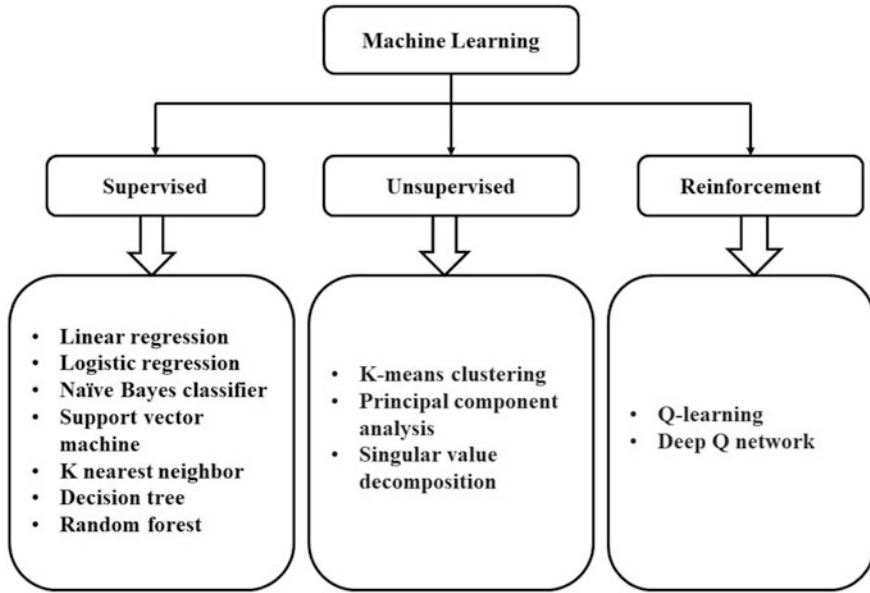 Machine Learning
Supervised
Unsupervised
Reinforcement
• Linear regression
• Logistic regression
• Naïve Bayes classifier
• Support vector
machine
• K nearest neighbor
• Decision tree
• Random forest
• K-means clustering
• Principal component
analysis
• Singular value
decomposition
• Q-learning
• Deep Q network